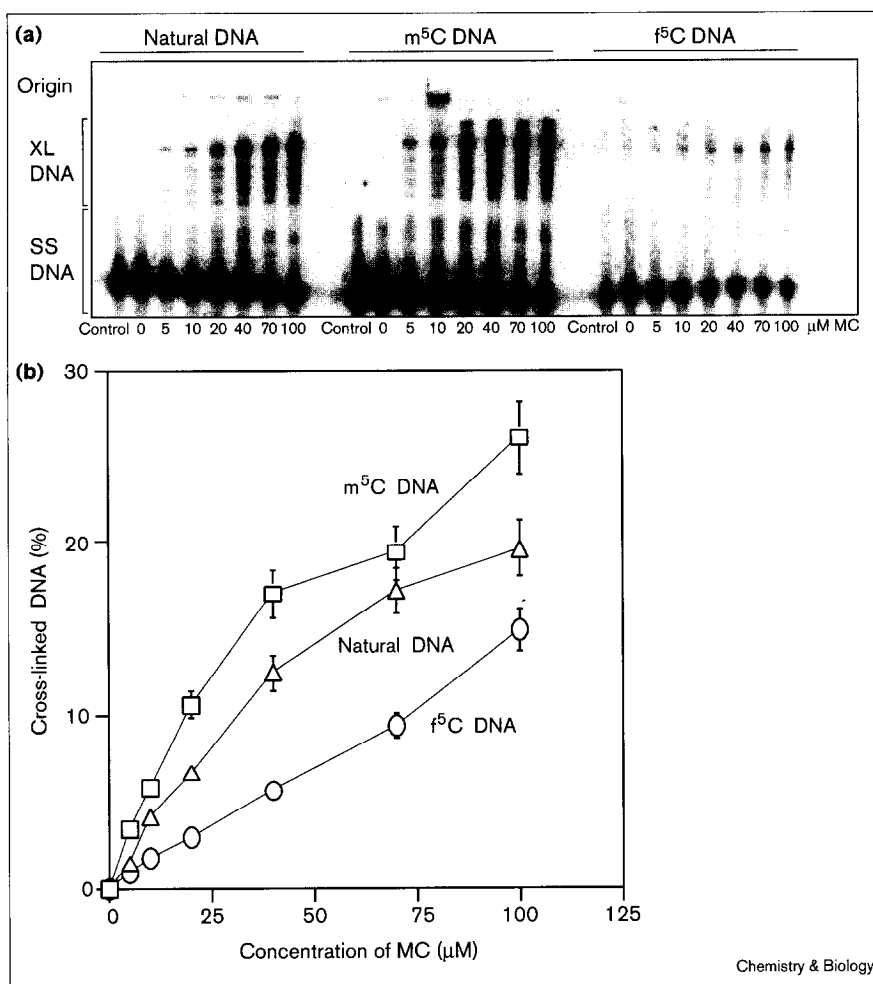 (a)
Natural DNA m⁵C DNA f⁵C DNA
Origin
XL
DNA
SS
DNA
Control 0 5 10 20 40 70 100 Control 0 5 10 20 40 70 100 Control 0 5 10 20 40 70 100 μM MC
(b)
30
20
10
0
Cross-linked DNA (%)
m⁵C DNA
Natural DNA
f⁵C DNA
0 25 50 75 100 125
Concentration of MC (μM)
Chemistry & Biology